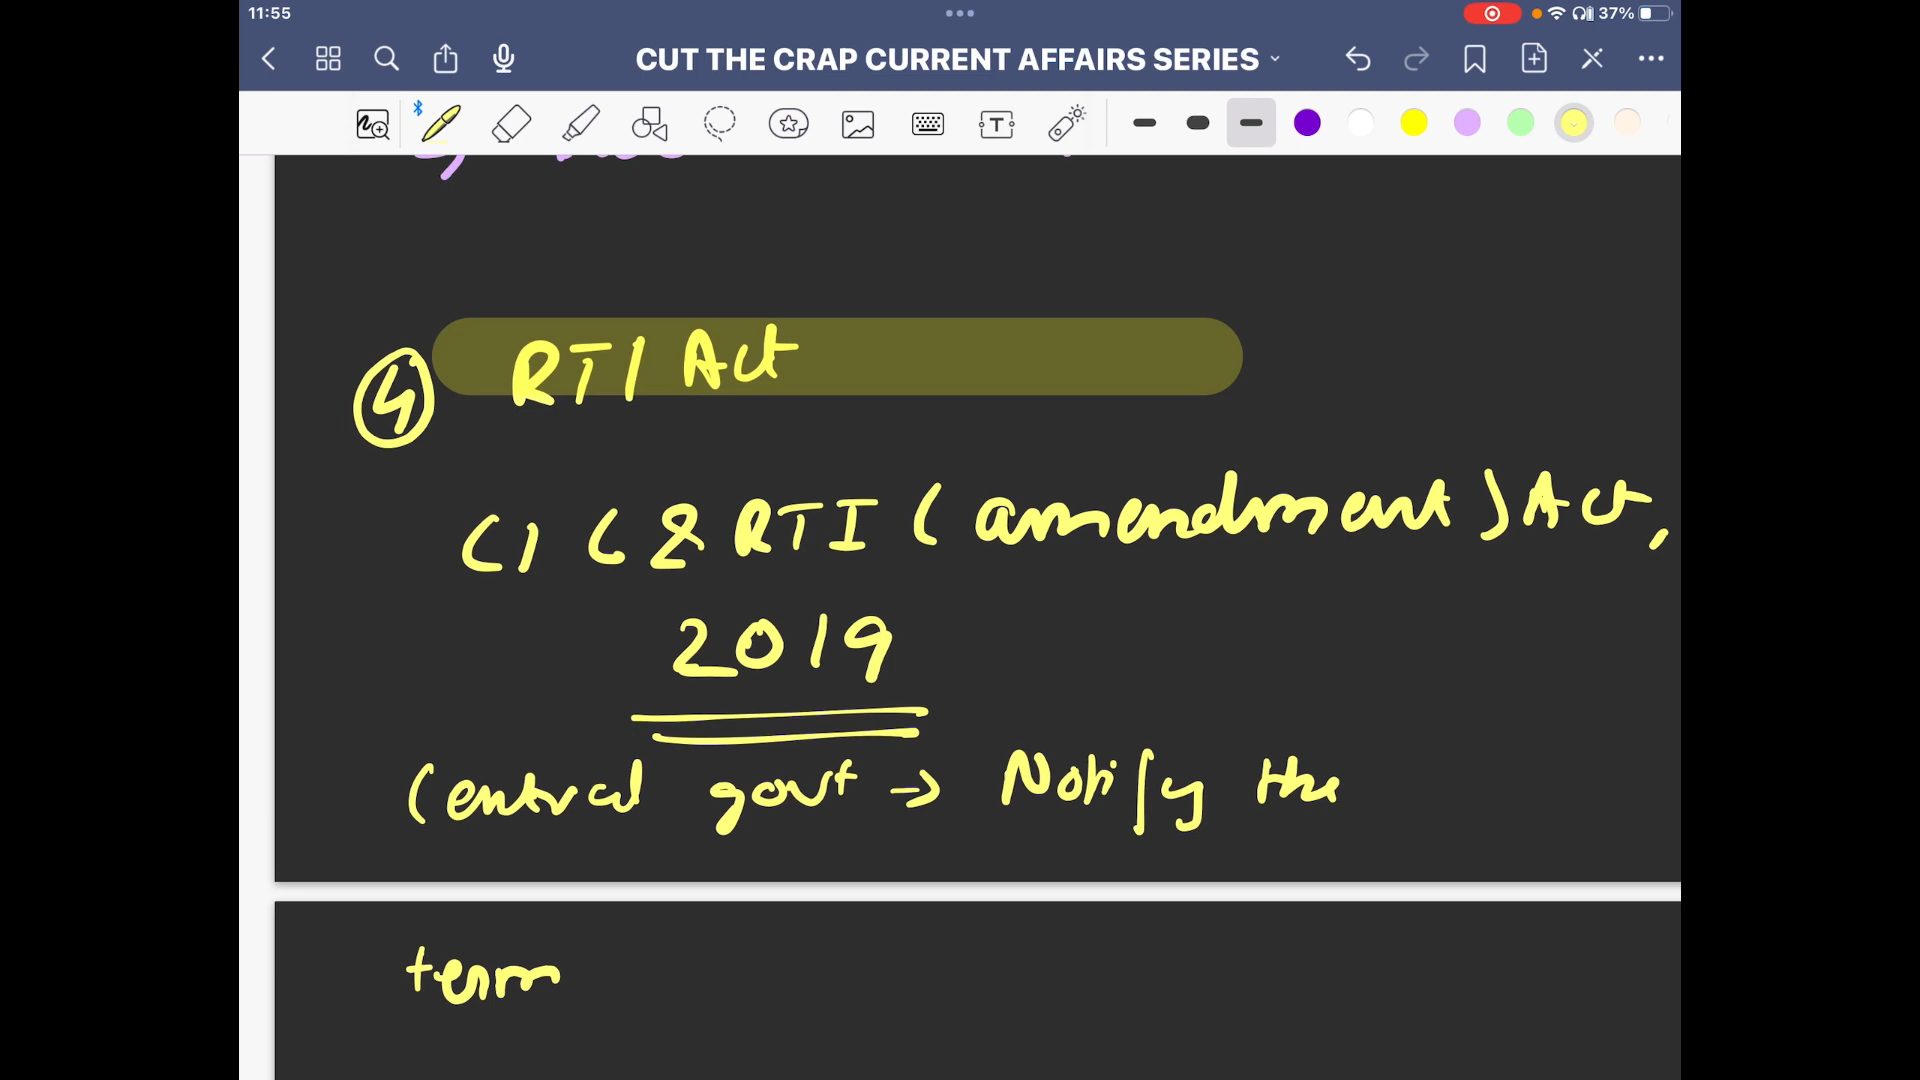 11:55
37%
CUT THE CRAP CURRENT AFFAIRS SERIES
4 RTI Act
CIC & RTI (amendment) Act,
2019
Central govt → Notify the
term